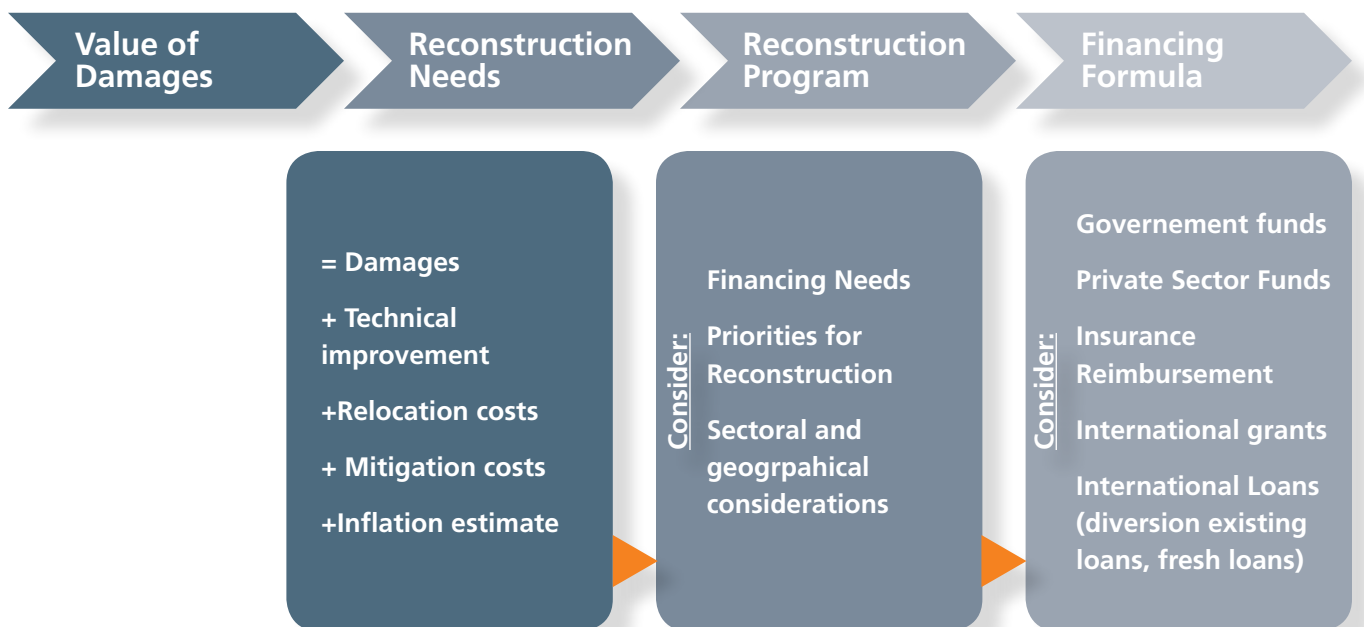 Value of
Damages
Reconstruction
Needs
Reconstruction
Program
Financing
Formula
= Damages
+ Technical
improvement
+Relocation costs
+ Mitigation costs
+Inflation estimate
Consider:
Financing Needs
Priorities for
Reconstruction
Sectoral and
geogrpahical
considerations
Consider:
Governement funds
Private Sector Funds
Insurance
Reimbursement
International grants
International Loans
(diversion existing
loans, fresh loans)